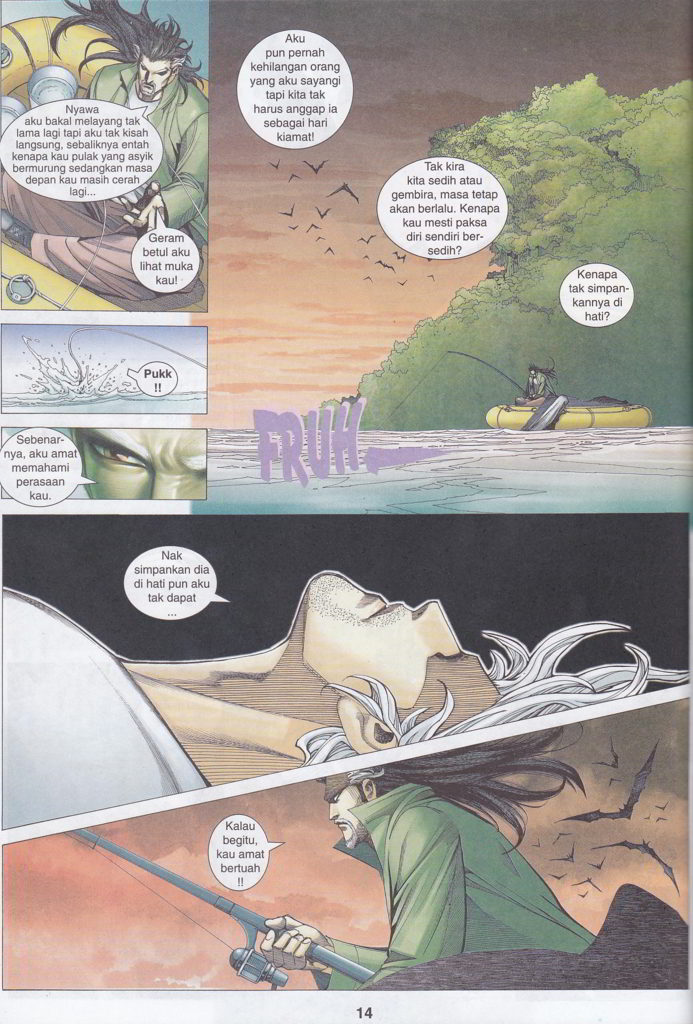 Nyawa
aku bakal melayang tak
lama lagi tapi aku tak kisah
langsung, sebaliknya entah
kenapa kau pulak yang asyik
bermurung sedangkan masa
depan kau masih cerah
lagi...
Geram
betul aku
lihat muka
kau!
Aku
pun pernah
kehilangan orang
yang aku sayangi
tapi kita tak
harus anggap ia
sebagai hari
kiamat!
Tak kira
kita sedih atau
gembira, masa tetap
akan berlalu. Kenapa
kau mesti paksa
diri sendiri ber-
sedih?
Kenapa
tak simpan-
kannya di
hati?
Pukk
!!
FRUH
Sebenar-
nya, aku amat
memahami
perasaan
kau.
Nak
simpankan dia
di hati pun aku
tak dapat
...
Kalau
begitu,
kau amat
bertuah
!!
14